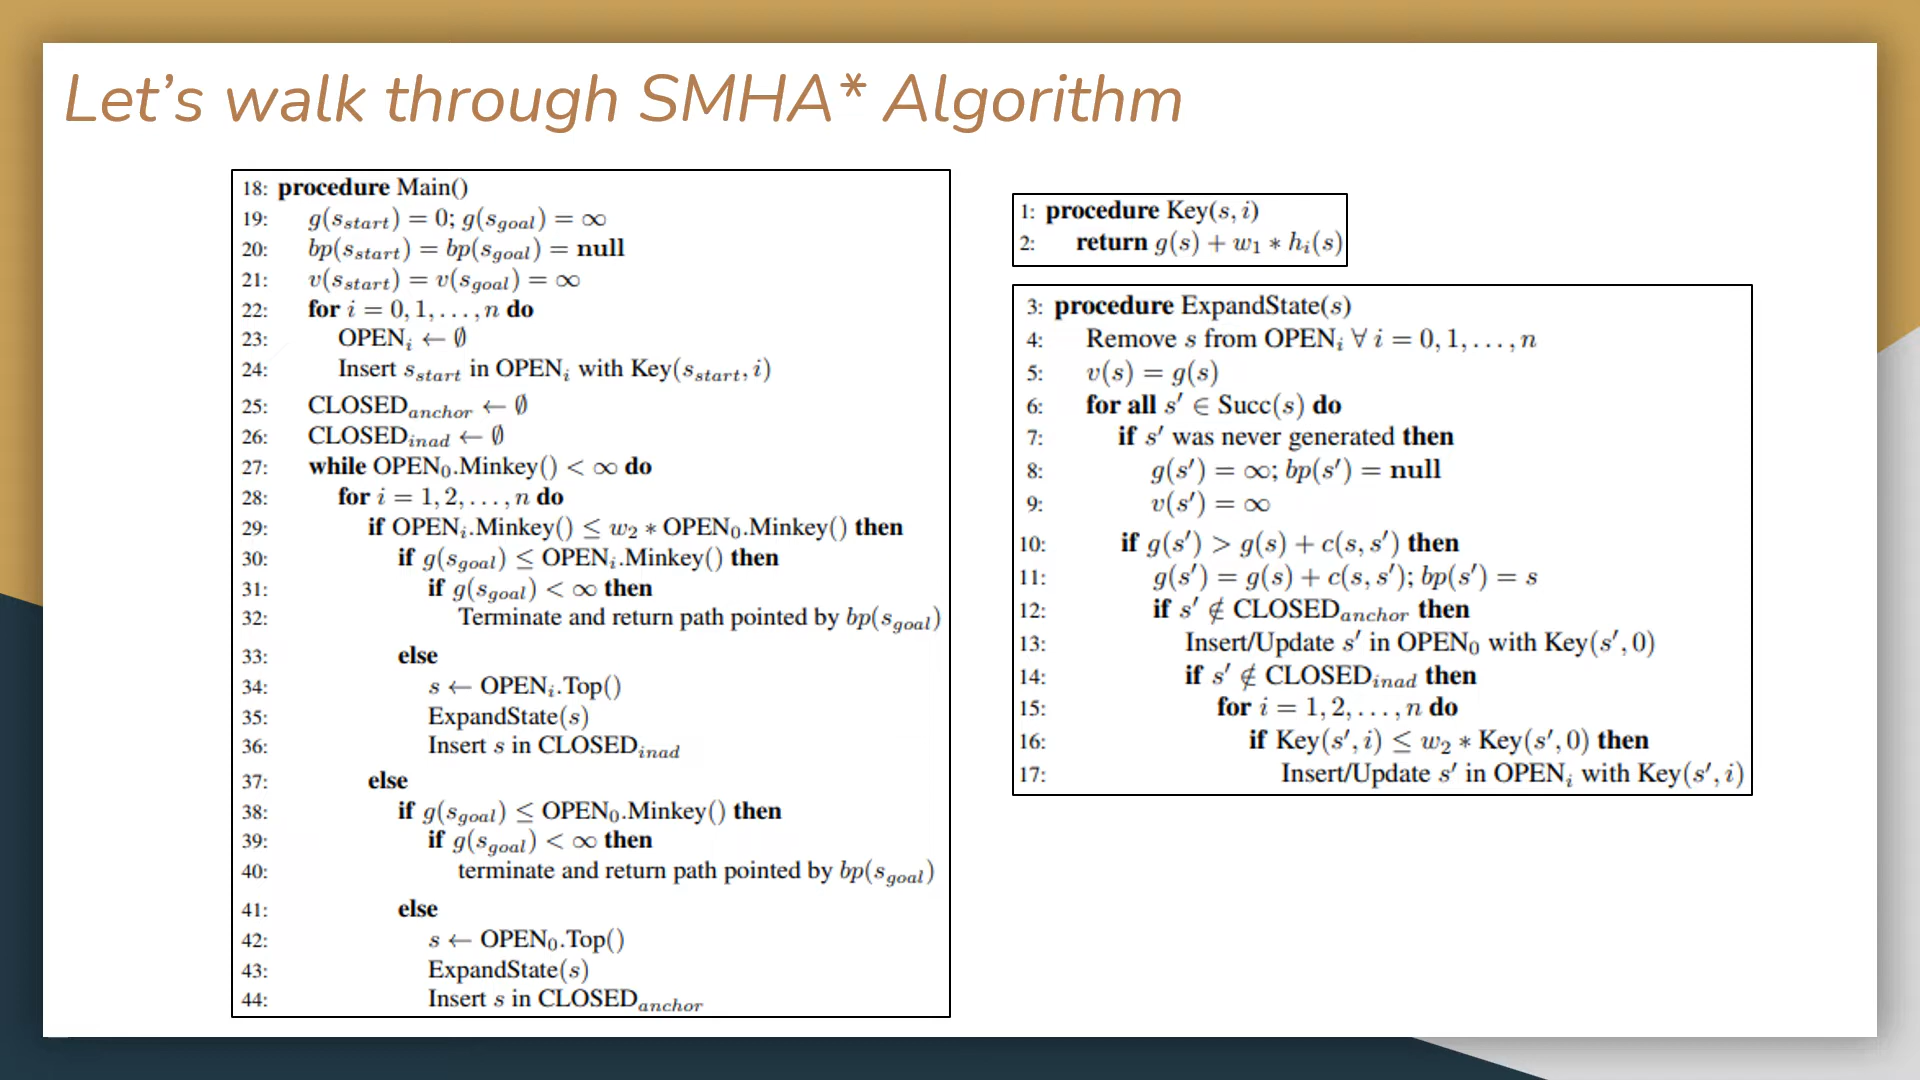 Let's walk through SMHA* Algorithm
18: procedure Main()
19: g(s_start) = 0; g(s_goal) = ∞
20: bp(s_start) = bp(s_goal) = null
21: v(s_start) = v(s_goal) = ∞
22: for i = 0, 1, . . . , n do
23: OPEN_i ← ∅
24: Insert s_start in OPEN_i with Key(s_start, i)
25: CLOSED_anchor ← ∅
26: CLOSED_inad ← ∅
27: while OPEN_0.Minkey() < ∞ do
28: for i = 1, 2, . . . , n do
29: if OPEN_i.Minkey() ≤ w_2 * OPEN_0.Minkey() then
30: if g(s_goal) ≤ OPEN_i.Minkey() then
31: if g(s_goal) < ∞ then
32: Terminate and return path pointed by bp(s_goal)
33: else
34: s ← OPEN_i.Top()
35: ExpandState(s)
36: Insert s in CLOSED_inad
37: else
38: if g(s_goal) ≤ OPEN_0.Minkey() then
39: if g(s_goal) < ∞ then
40: terminate and return path pointed by bp(s_goal)
41: else
42: s ← OPEN_0.Top()
43: ExpandState(s)
44: Insert s in CLOSED_anchor
1: procedure Key(s, i)
2: return g(s) + w_1 * h_i(s)
3: procedure ExpandState(s)
4: Remove s from OPEN_i ∀ i = 0, 1, . . . , n
5: v(s) = g(s)
6: for all s′ ∈ Succ(s) do
7: if s′ was never generated then
8: g(s′) = ∞; bp(s′) = null
9: v(s′) = ∞
10: if g(s′) > g(s) + c(s, s′) then
11: g(s′) = g(s) + c(s, s′); bp(s′) = s
12: if s′ ∉ CLOSED_anchor then
13: Insert/Update s′ in OPEN_0 with Key(s′, 0)
14: if s′ ∉ CLOSED_inad then
15: for i = 1, 2, . . . , n do
16: if Key(s′, i) ≤ w_2 * Key(s′, 0) then
17: Insert/Update s′ in OPEN_i with Key(s′, i)